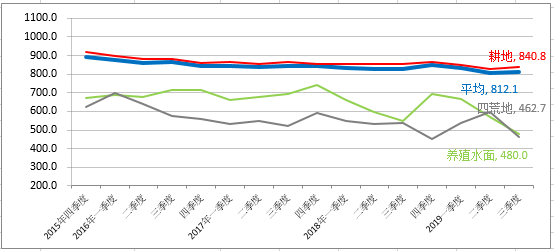 1100.0
1000.0
900.0
800.0
700.0
600.0
500.0
400.0
300.0
200.0
耕地, 840.8
平均, 812.1
四荒地, 462.7
养殖水面, 480.0
2015年四季度
2016年一季度
二季度
三季度
四季度
2017年一季度
二季度
三季度
四季度
2018年一季度
二季度
三季度
四季度
2019一季度
二季度
三季度